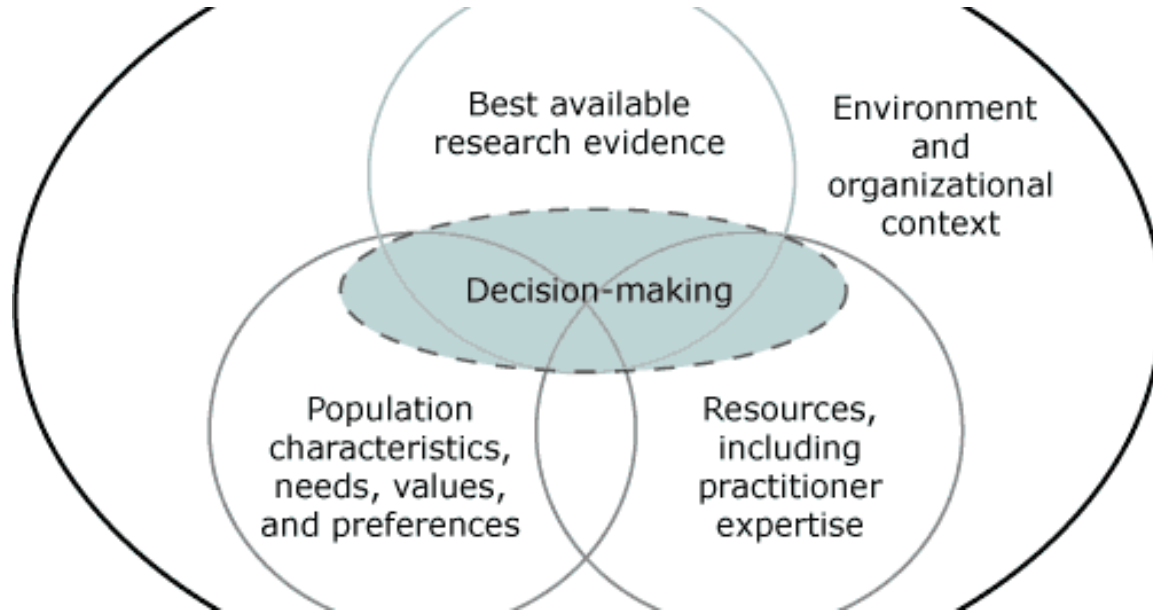 Best available
research evidence
Environment
and
organizational
context
Decision-making
Population
characteristics,
needs, values,
and preferences
Resources,
including
practitioner
expertise